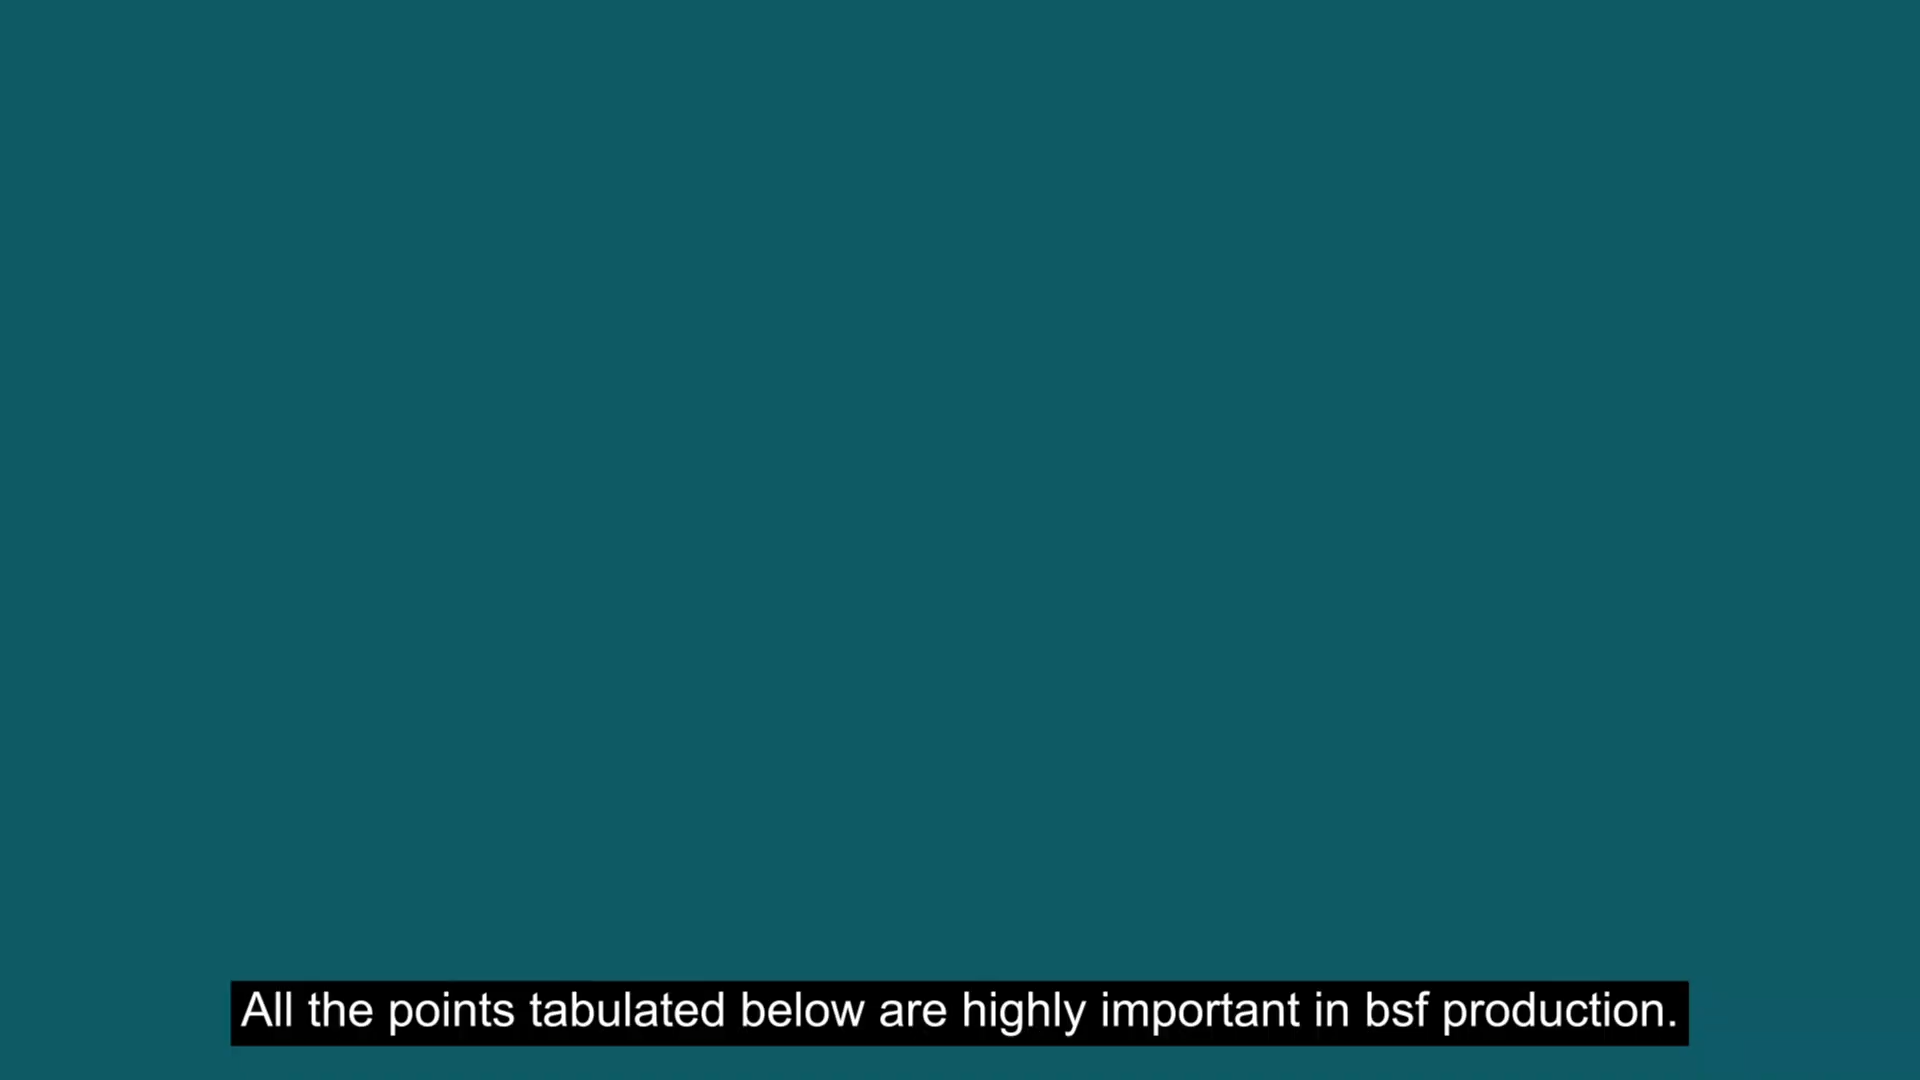 All the points tabulated below are highly important in bsf production.